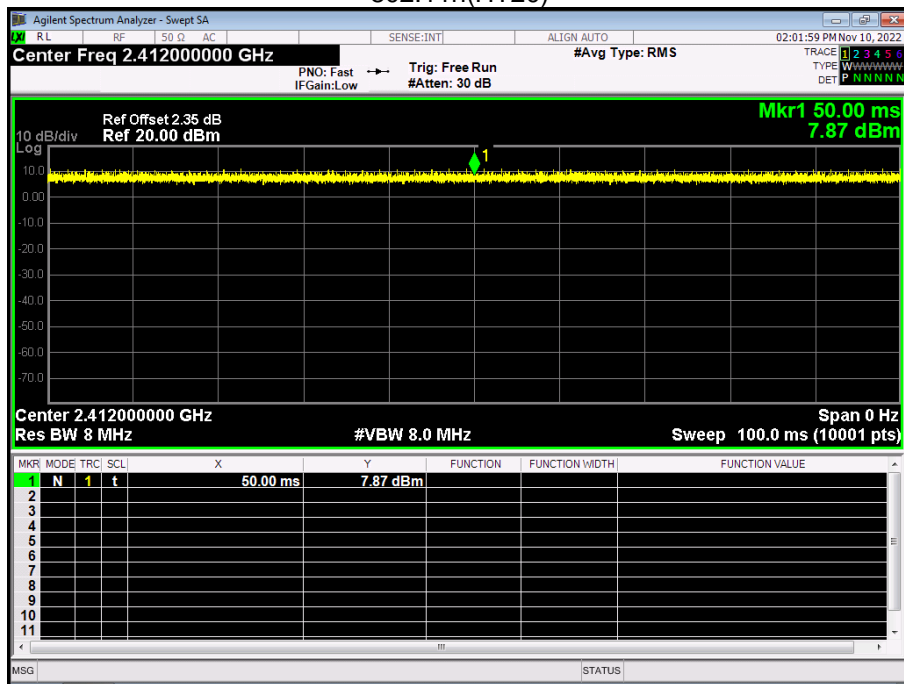 Agilent Spectrum Analyzer - Swept SA
RL RF 50 Ω AC SENSE:INT ALIGN AUTO 02:01:59 PM Nov 10, 2022
Center Freq 2.412000000 GHz
#Avg Type: RMS
TRACE 1 2 3 4 5 6
PNO: Fast Trig: Free Run
TYPE WWWWWW
IFGain:Low #Atten: 30 dB
DET P N N N N N
Mkr1 50.00 ms
7.87 dBm
Ref Offset 2.35 dB
10 dB/div Ref 20.00 dBm
Log
1
10.0
0.00
-10.0
-20.0
-30.0
-40.0
-50.0
-60.0
-70.0
Center 2.412000000 GHz Span 0 Hz
Res BW 8 MHz #VBW 8.0 MHz Sweep 100.0 ms (10001 pts)
MKR MODE TRC SCL X Y FUNCTION FUNCTION WIDTH FUNCTION VALUE
1 N 1 t 50.00 ms 7.87 dBm
2
3
4
5
6
7
8
9
10
11
MSG STATUS